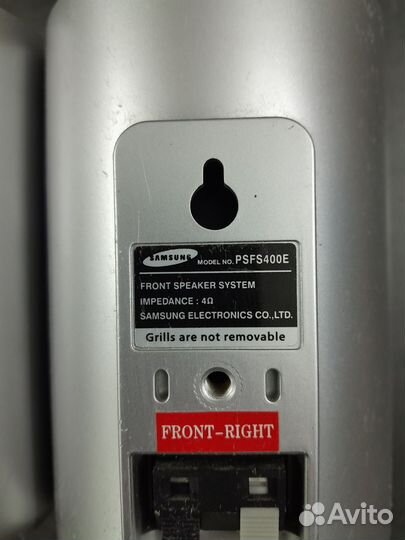 SAMSUNG MODEL NO. PSFS400E
FRONT SPEAKER SYSTEM
IMPEDANCE : 4Ω
SAMSUNG ELECTRONICS CO.,LTD.
Grills are not removable
FRONT-RIGHT
Avito